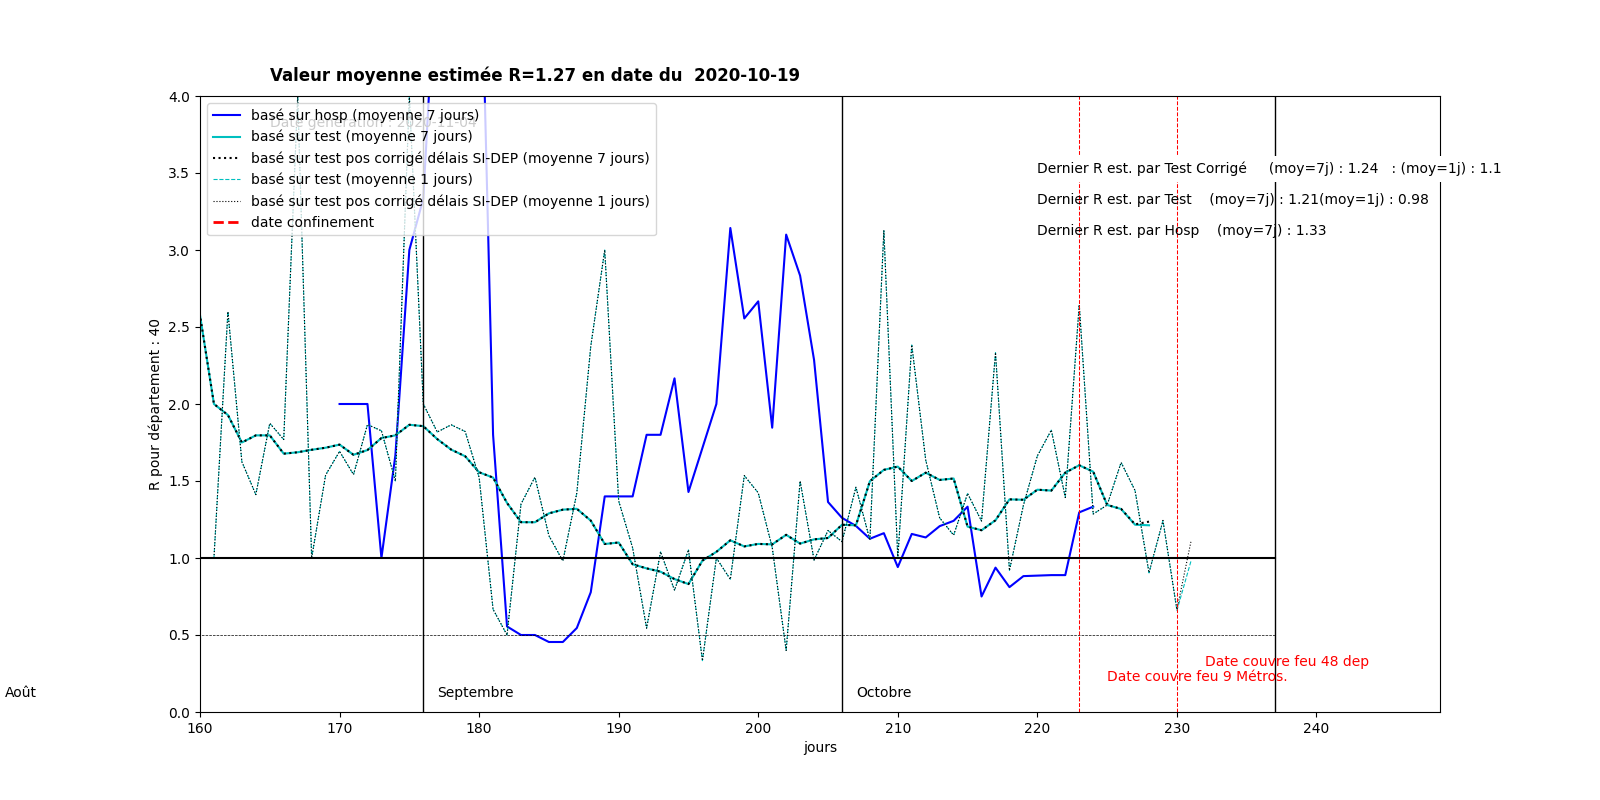 Valeur moyenne estimée R=1.27 en date du  2020-10-19
Date génération : 2020-11-04
basé sur hosp (moyenne 7 jours)
basé sur test (moyenne 7 jours)
basé sur test pos corrigé délais SI-DEP (moyenne 7 jours)
basé sur test (moyenne 1 jours)
basé sur test pos corrigé délais SI-DEP (moyenne 1 jours)
date confinement
Dernier R est. par Test Corrigé     (moy=7j) : 1.24   : (moy=1j) : 1.1
Dernier R est. par Test    (moy=7j) : 1.21(moy=1j) : 0.98
Dernier R est. par Hosp    (moy=7j) : 1.33
4.0
3.5
3.0
2.5
2.0
1.5
1.0
0.5
0.0
R pour département : 40
Date couvre feu 48 dep
Date couvre feu 9 Métros.
Août
Septembre
Octobre
160 170 180 190 200 210 220 230 240
jours